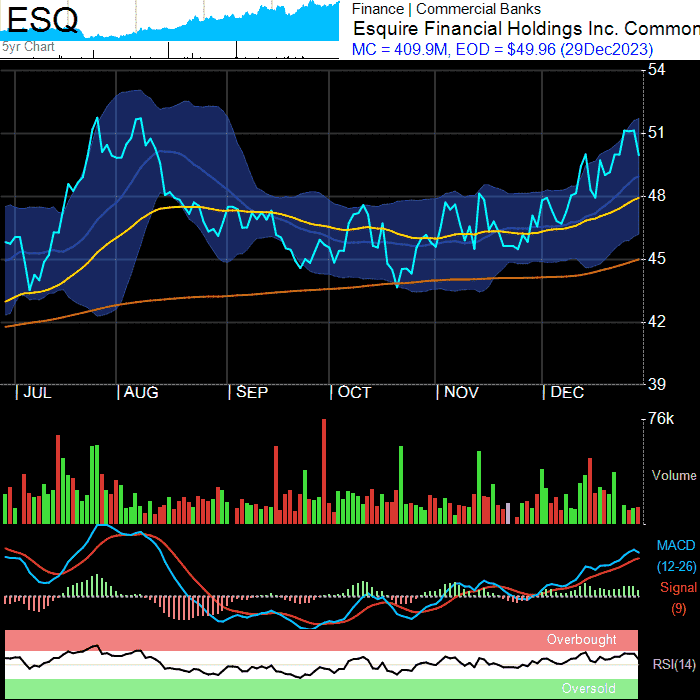 ESQ
5yr Chart
Finance | Commercial Banks
Esquire Financial Holdings Inc. Common
MC = 409.9M, EOD = $49.96 (29Dec2023)
54
51
48
45
42
39
| JUL | AUG | SEP | OCT | NOV | DEC
76k
Volume
MACD
(12-26)
Signal
(9)
Overbought
RSI(14)
Oversold